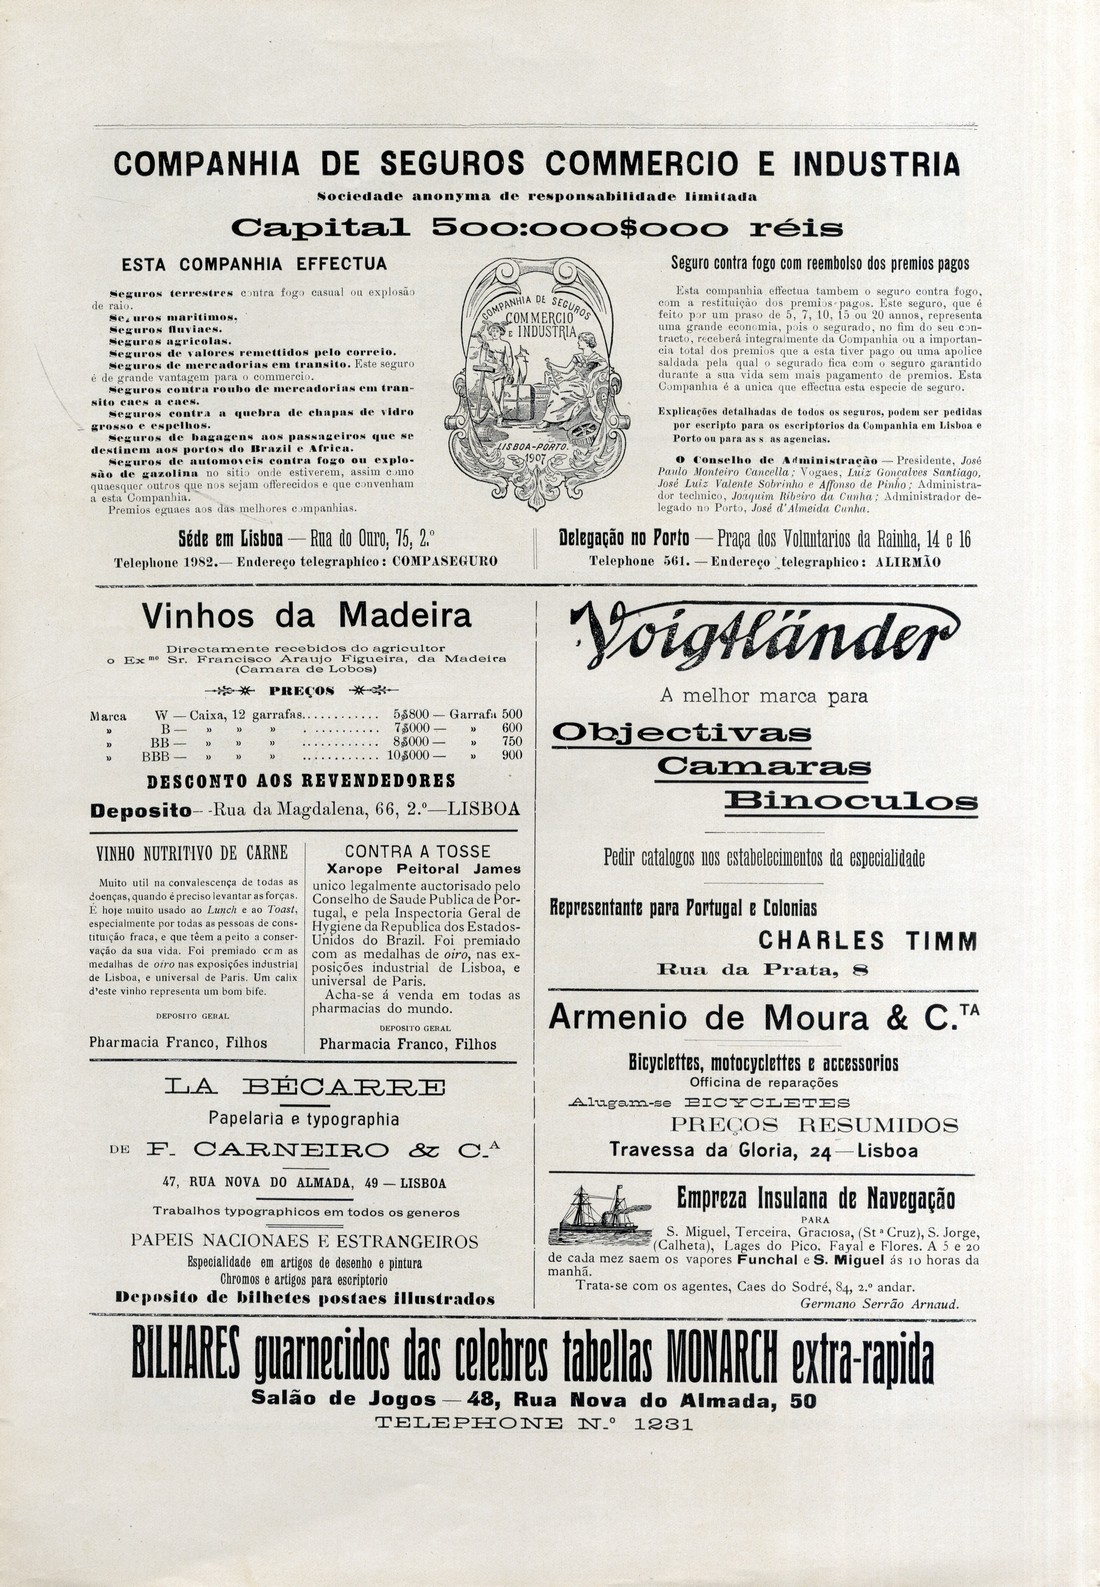 COMPANHIA DE SEGUROS COMMERCIO E INDUSTRIA
Sociedade anonyma de responsabilidade limitada
Capital 500:000$000 réis
ESTA COMPANHIA EFFECTUA
Seguros terrestres contra fogo casual ou explosão
de raio.
Seguros maritimos.
Seguros fluviaes.
Seguros agricolas.
Seguros de valores remettidos pelo correio.
Seguros de mercadorias em transito. Este seguro
é de grande vantagem para o commercio.
Seguros contra roubo de mercadorias em tran-
sito caes a caes.
Seguros contra a quebra de chapas de vidro
grosso e espelhos.
Seguros de bagagens aos passageiros que se
destinem aos portos do Brazil e Africa.
Seguros de automoveis contra fogo ou explo-
são de gazolina no sitio onde estiverem, assim como
quaesquer outros que nos sejam offerecidos e que convenham
a esta Companhia.
Premios eguaes aos das melhores companhias.
COMPANHIA DE SEGUROS
COMMERCIO
E INDUSTRIA
LISBOA-PORTO.
1907
Seguro contra fogo com reembolso dos premios pagos
Esta companhia effectua tambem o seguro contra fogo,
com a restituição dos premios pagos. Este seguro, que é
feito por um praso de 5, 7, 10, 15 ou 20 annos, representa
uma grande economia, pois o segurado, no fim do seu con-
tracto, receberá integralmente da Companhia ou a importan-
cia total dos premios que a esta tiver pago ou uma apolice
saldada pela qual o segurado fica com o seguro garantido
durante a sua vida sem mais pagamento de premios. Esta
Companhia é a unica que effectua esta especie de seguro.
Explicações detalhadas de todos os seguros, podem ser pedidas
por escripto para os escriptorios da Companhia em Lisboa e
Porto ou para as s as agencias.
O Conselho de Administração — Presidente, José
Paulo Monteiro Cancella; Vogaes, Luiz Gonçalves Santiago,
José Luiz Valente Sobrinho e Affonso de Pinho; Administra-
dor technico, Joaquim Ribeiro da Cunha; Administrador de-
legado no Porto, José d'Almeida Cunha.
Séde em Lisboa — Rua do Ouro, 75, 2.º
Telephone 1982. — Endereço telegraphico: COMPASEGURO
Delegação no Porto — Praça dos Voluntarios da Rainha, 14 e 16
Telephone 561. — Endereço telegraphico: ALIRMÃO
Vinhos da Madeira
Directamente recebidos do agricultor
o Exmo Sr. Francisco Araujo Figueira, da Madeira
(Camara de Lobos)
PREÇOS
Marca W — Caixa, 12 garrafas............ 5$800 — Garrafa 500
» B — » » » . .......... 7$000 — » 600
» BB — » » » ............ 8$000 — » 750
» BBB — » » » ............ 10$000 — » 900
DESCONTO AOS REVENDEDORES
Deposito - -Rua da Magdalena, 66, 2.º—LISBOA
VINHO NUTRITIVO DE CARNE
Muito util na convalescença de todas as
doenças, quando é preciso levantar as forças.
É hoje muito usado ao Lunch e ao Toast,
especialmente por todas as pessoas de cons-
tituição fraca, e que têem a peito a conser-
vação da sua vida. Foi premiado com as
medalhas de oiro nas exposições industrial
de Lisboa, e universal de Paris. Um calix
d'este vinho representa um bom bife.
DEPOSITO GERAL
Pharmacia Franco, Filhos
CONTRA A TOSSE
Xarope Peitoral James
unico legalmente auctorisado pelo
Conselho de Saude Publica de Por-
tugal, e pela Inspectoria Geral de
Hygiene da Republica dos Estados-
Unidos do Brazil. Foi premiado
com as medalhas de oiro, nas ex-
posições industrial de Lisboa, e
universal de Paris.
Acha-se á venda em todas as
pharmacias do mundo.
DEPOSITO GERAL
Pharmacia Franco, Filhos
LA BÉCARRE
Papelaria e typographia
DE F. CARNEIRO & C.A
47, RUA NOVA DO ALMADA, 49 — LISBOA
Trabalhos typographicos em todos os generos
PAPEIS NACIONAES E ESTRANGEIROS
Especialidade em artigos de desenho e pintura
Chromos e artigos para escriptorio
Deposito de bilhetes postaes illustrados
Voigtländer
A melhor marca para
Objectivas
Camaras
Binoculos
Pedir catalogos nos estabelecimentos da especialidade
Representante para Portugal e Colonias
CHARLES TIMM
Rua da Prata, 8
Armenio de Moura & C.TA
Bicyclettes, motocyclettes e accessorios
Officina de reparações
Alugam-se BICYCLETES
PREÇOS RESUMIDOS
Travessa da Gloria, 24 — Lisboa
Empreza Insulana de Navegação
PARA
S. Miguel, Terceira, Graciosa, (Stª Cruz), S. Jorge,
(Calheta), Lages do Pico, Fayal e Flores. A 5 e 20
de cada mez saem os vapores Funchal e S. Miguel ás 10 horas da
manhã.
Trata-se com os agentes, Caes do Sodré, 84, 2.º andar.
Germano Serrão Arnaud.
BILHARES guarnecidos das celebres tabellas MONARCH extra-rapida
Salão de Jogos — 48, Rua Nova do Almada, 50
TELEPHONE N.º 1231